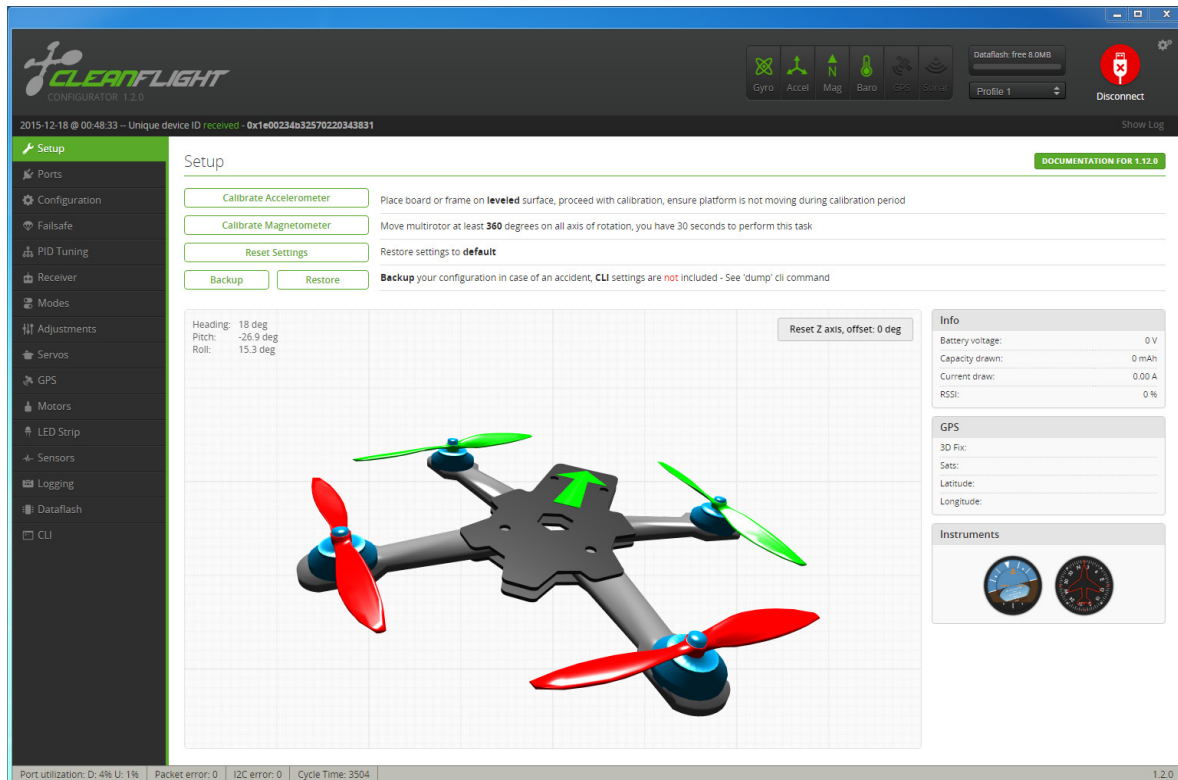 CLEANFLIGHT
CONFIGURATOR 1.2.0
Gyro Accel Mag Baro GPS Sonar
Dataflash: free 8.0MB
Profile 1
Disconnect
2015-12-18 @ 00:48:33 -- Unique device ID received - 0x1e00234b32570220343831
Show Log
Setup
Ports
Configuration
Failsafe
PID Tuning
Receiver
Modes
Adjustments
Servos
GPS
Motors
LED Strip
Sensors
Logging
Dataflash
CLI
Setup
DOCUMENTATION FOR 1.12.0
Calibrate Accelerometer
Place board or frame on leveled surface, proceed with calibration, ensure platform is not moving during calibration period
Calibrate Magnetometer
Move multirotor at least 360 degrees on all axis of rotation, you have 30 seconds to perform this task
Reset Settings
Restore settings to default
Backup Restore
Backup your configuration in case of an accident, CLI settings are not included - See 'dump' cli command
Heading: 18 deg
Pitch: -26.9 deg
Roll: 15.3 deg
Reset Z axis, offset: 0 deg
Info
Battery voltage: 0 V
Capacity drawn: 0 mAh
Current draw: 0.00 A
RSSI: 0 %
GPS
3D Fix:
Sats:
Latitude:
Longitude:
Instruments
Port utilization: D: 4% U: 1% Packet error: 0 I2C error: 0 Cycle Time: 3504 1.2.0